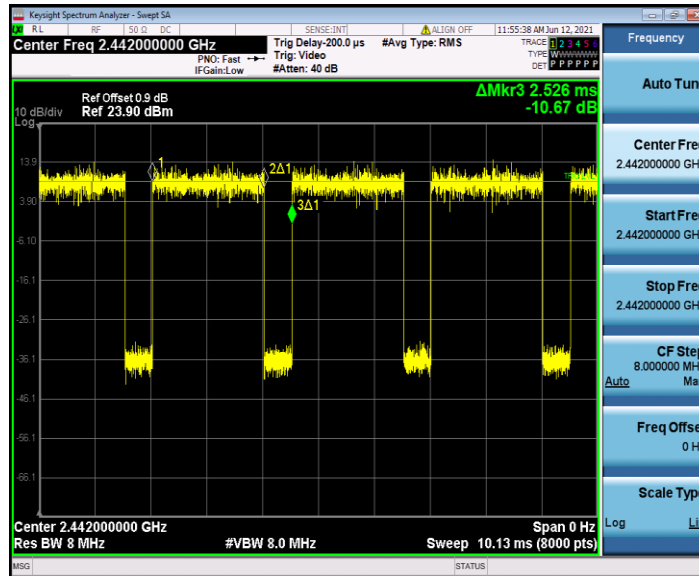 Keysight Spectrum Analyzer - Swept SA
RL RF 50 Ω DC SENSE:INT ALIGN OFF 11:55:38 AM Jun 12, 2021
Center Freq 2.442000000 GHz
PNO: Fast
IFGain:Low
Trig Delay-200.0 µs
Trig: Video
#Atten: 40 dB
#Avg Type: RMS
TRACE 1 2 3 4 5 6
TYPE WWWWWW
DET P P P P P P
ΔMkr3 2.526 ms
-10.67 dB
Ref Offset 0.9 dB
10 dB/div Ref 23.90 dBm
Log
13.9
3.90
-6.10
-16.1
-26.1
-36.1
-46.1
-56.1
-66.1
1
2Δ1
3Δ1
Center 2.442000000 GHz Span 0 Hz
Res BW 8 MHz #VBW 8.0 MHz Sweep 10.13 ms (8000 pts)
MSG STATUS
Frequency
Auto Tun
Center Fre
2.442000000 GH
Start Fre
2.442000000 GH
Stop Fre
2.442000000 GH
CF Step
8.000000 MH
Auto Ma
Freq Offse
0 H
Scale Type
Log Li